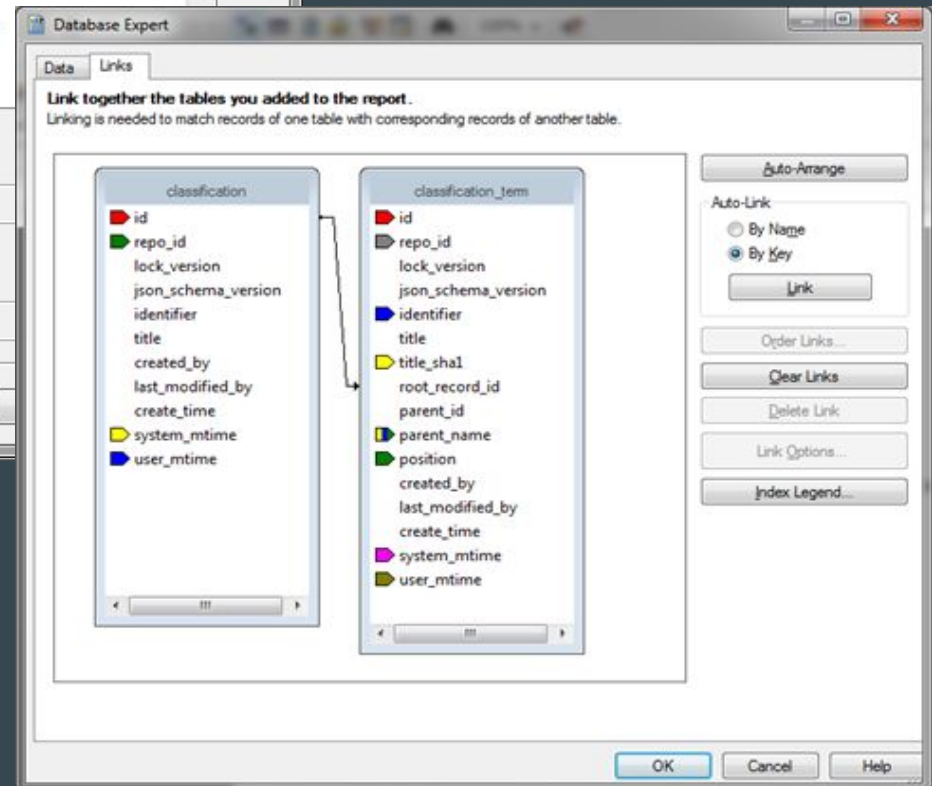 Database Expert
Data
Links
Link together the tables you added to the report.
Linking is needed to match records of one table with corresponding records of another table.
classfication
id
repo_id
lock_version
json_schema_version
identifier
title
created_by
last_modified_by
create_time
system_mtime
user_mtime
classification_term
id
repo_id
lock_version
json_schema_version
identifier
title
title_sha1
root_record_id
parent_id
parent_name
position
created_by
last_modified_by
create_time
system_mtime
user_mtime
Auto-Arrange
Auto-Link
By Name
By Key
Link
Order Links...
Clear Links
Delete Link
Link Options...
Index Legend...
OK
Cancel
Help